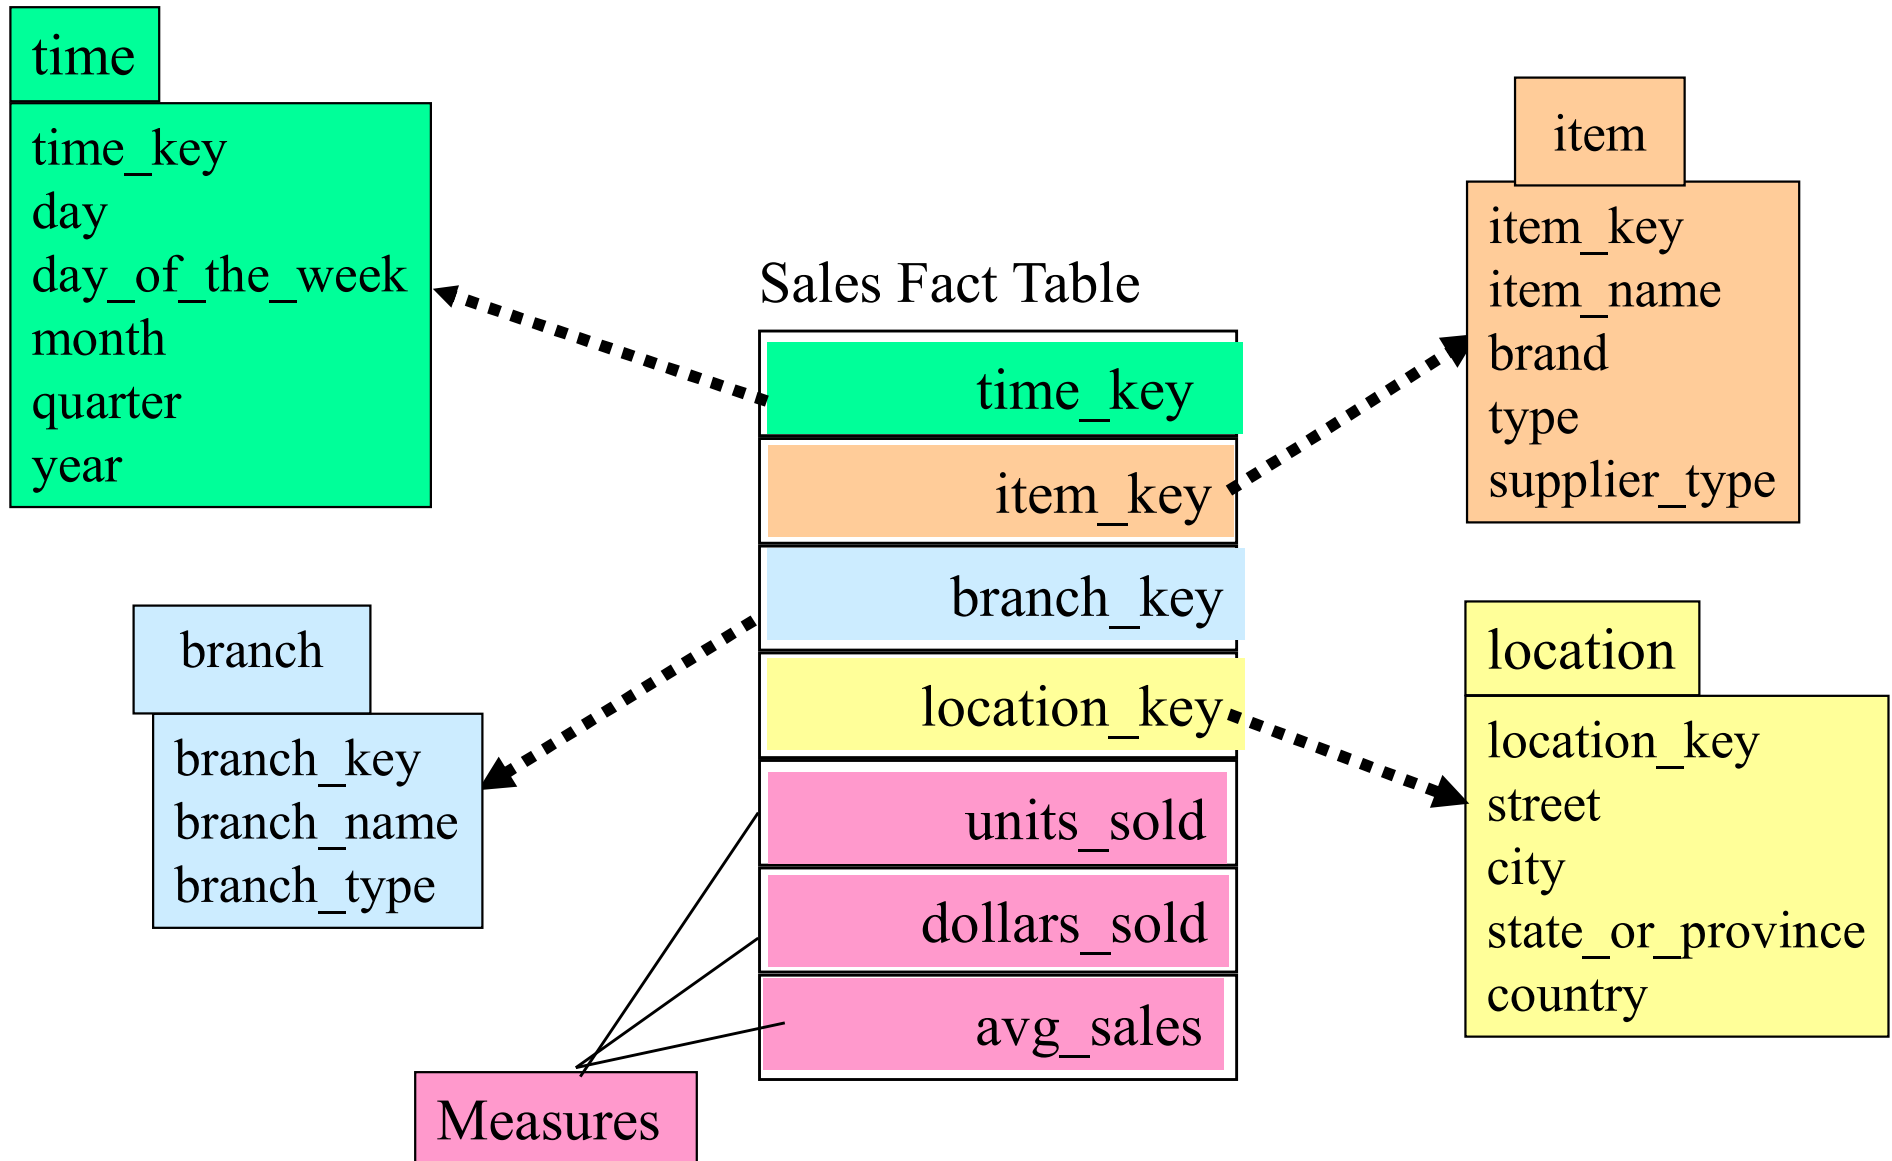 time
time_key
day
day_of_the_week
month
quarter
year
item
item_key
item_name
brand
type
supplier_type
Sales Fact Table
time_key
item_key
branch_key
location_key
units_sold
dollars_sold
avg_sales
branch
branch_key
branch_name
branch_type
location
location_key
street
city
state_or_province
country
Measures